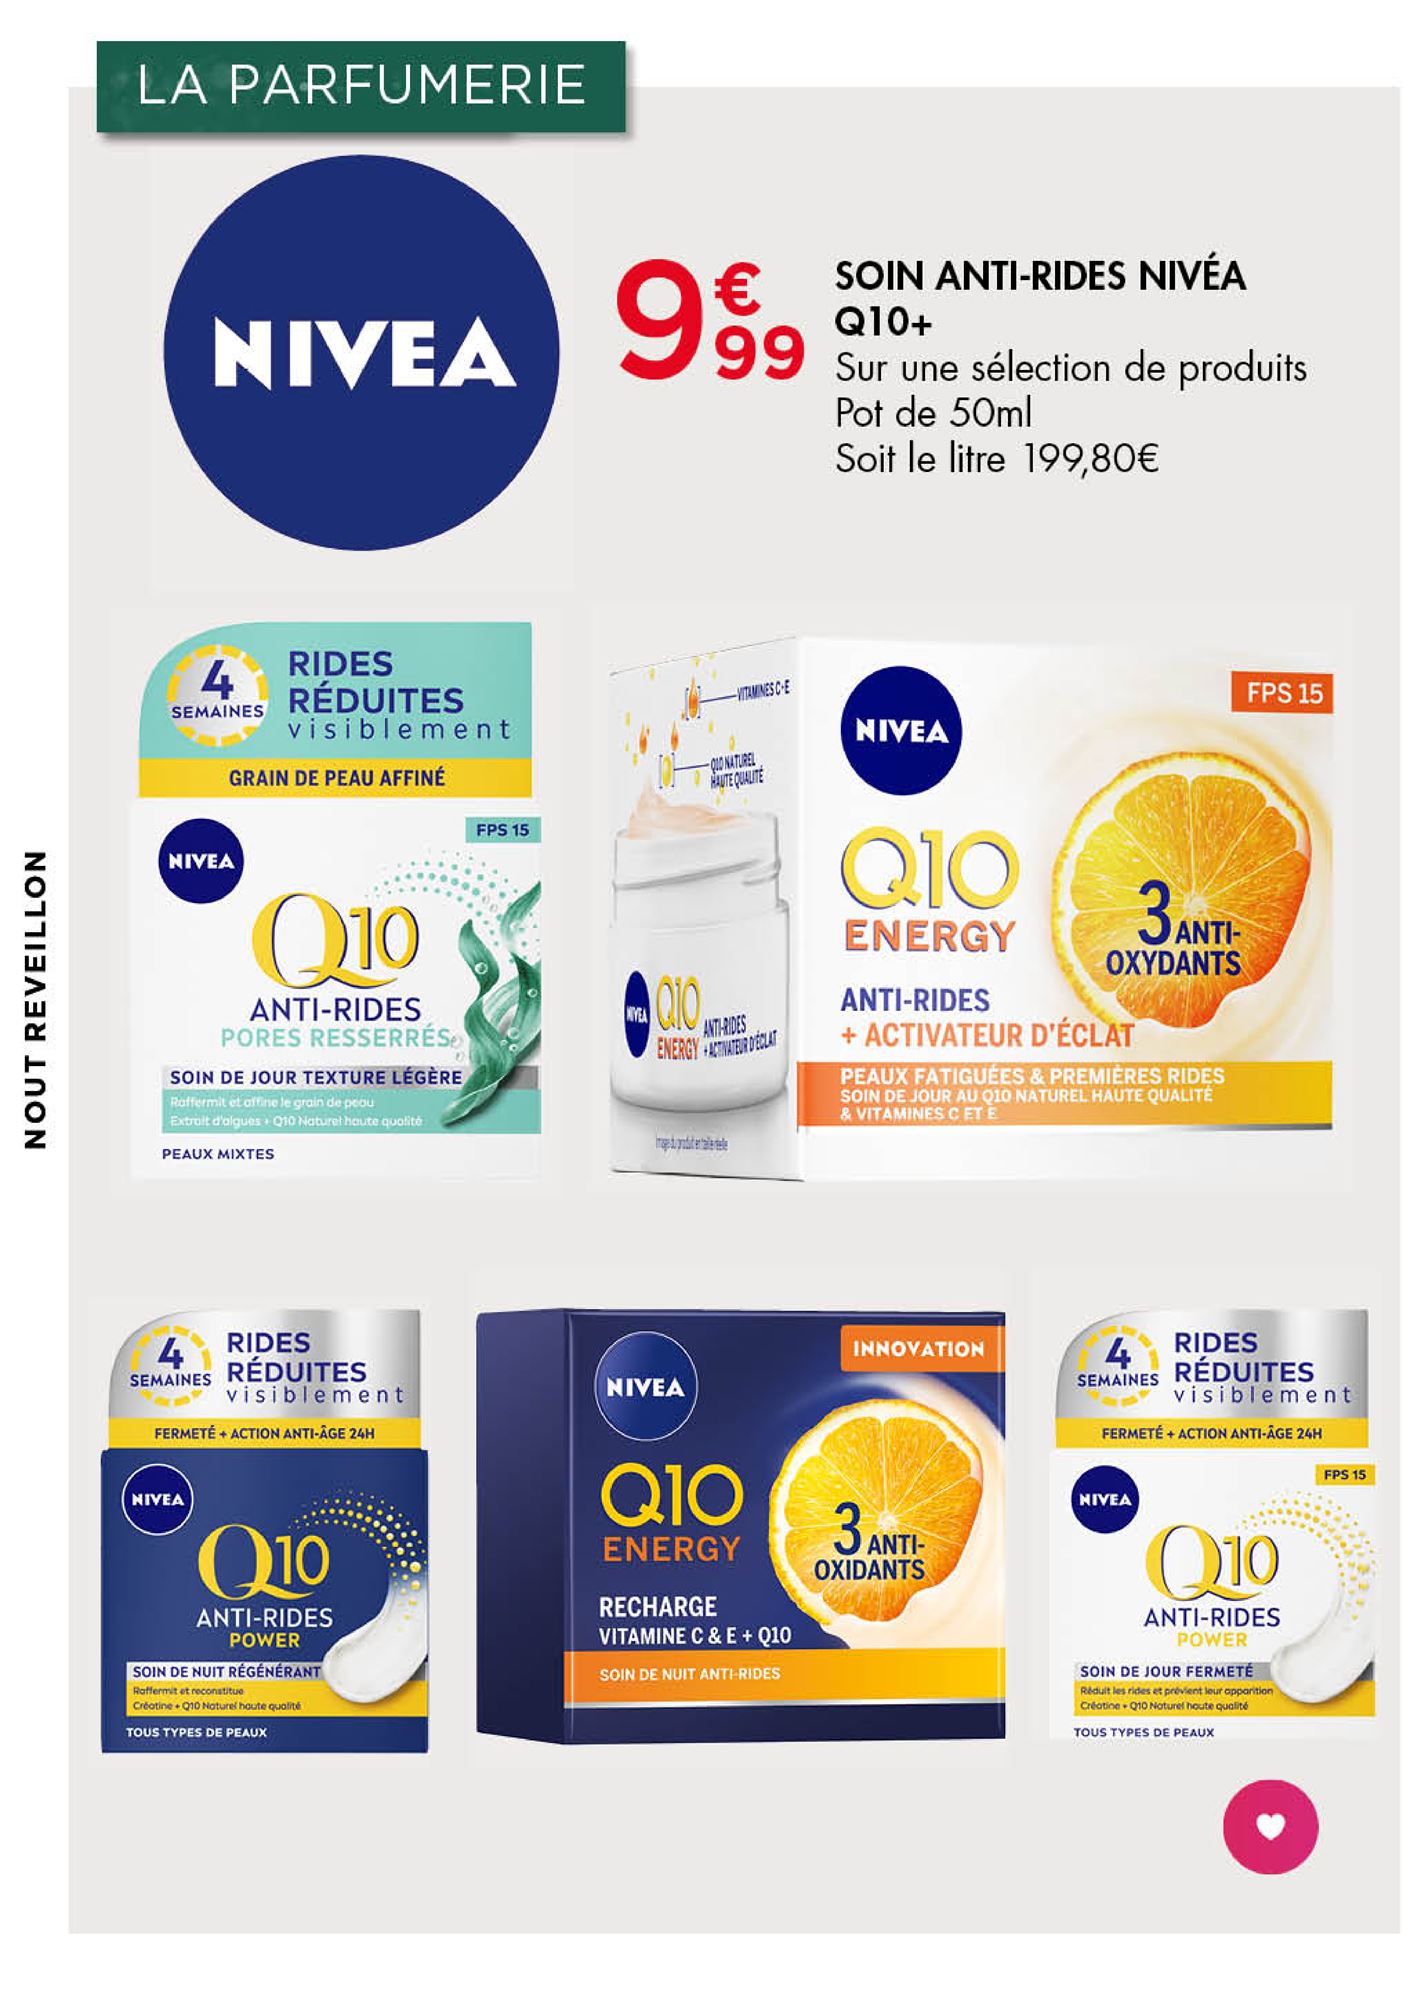 LA PARFUMERIE
NIVEA
9€99
SOIN ANTI-RIDES NIVÉA
Q10+
Sur une sélection de produits
Pot de 50ml
Soit le litre 199,80€
NOUT REVEILLON
4
SEMAINES
RIDES
RÉDUITES
visiblement
GRAIN DE PEAU AFFINÉ
FPS 15
NIVEA
Q10
ANTI-RIDES
PORES RESSERRÉS
SOIN DE JOUR TEXTURE LÉGÈRE
Raffermit et affine le grain de peau
Extrait d'algues + Q10 Naturel haute qualité
PEAUX MIXTES
VITAMINES C+E
Q10 NATUREL
HAUTE QUALITÉ
NIVEA
Q10
ENERGY
ANTI-RIDES
+ ACTIVATEUR D'ÉCLAT
Image du produit en taille réelle
NIVEA
FPS 15
Q10
ENERGY
3 ANTI-
OXYDANTS
ANTI-RIDES
+ ACTIVATEUR D'ÉCLAT
PEAUX FATIGUÉES & PREMIÈRES RIDES
SOIN DE JOUR AU Q10 NATUREL HAUTE QUALITÉ
& VITAMINES C ET E
4
SEMAINES
RIDES
RÉDUITES
visiblement
FERMETÉ + ACTION ANTI-ÂGE 24H
NIVEA
Q10
ANTI-RIDES
POWER
SOIN DE NUIT RÉGÉNÉRANT
Raffermit et reconstitue
Créatine + Q10 Naturel haute qualité
TOUS TYPES DE PEAUX
INNOVATION
NIVEA
Q10
ENERGY
3 ANTI-
OXIDANTS
RECHARGE
VITAMINE C & E + Q10
SOIN DE NUIT ANTI-RIDES
4
SEMAINES
RIDES
RÉDUITES
visiblement
FERMETÉ + ACTION ANTI-ÂGE 24H
FPS 15
NIVEA
Q10
ANTI-RIDES
POWER
SOIN DE JOUR FERMETÉ
Réduit les rides et prévient leur apparition
Créatine + Q10 Naturel haute qualité
TOUS TYPES DE PEAUX